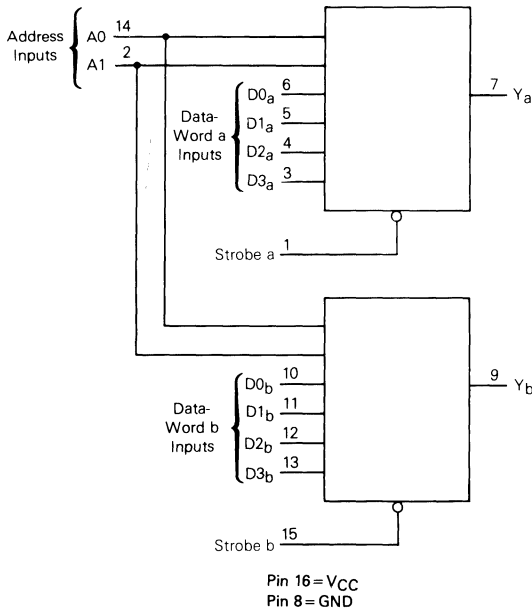 Address
Inputs
A0 14
A1 2
Data-
Word a
Inputs
D0a 6
D1a 5
D2a 4
D3a 3
7 Ya
Strobe a 1
Data-
Word b
Inputs
D0b 10
D1b 11
D2b 12
D3b 13
9 Yb
Strobe b 15
Pin 16 = VCC
Pin 8 = GND